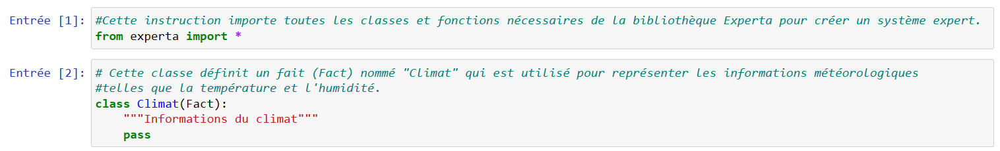 Entrée [1]: #Cette instruction importe toutes les classes et fonctions nécessaires de la bibliothèque Experta pour créer un système expert.
from experta import *
Entrée [2]: # Cette classe définit un fait (Fact) nommé "Climat" qui est utilisé pour représenter les informations météorologiques
#telles que la température et l'humidité.
class Climat(Fact):
    """Informations du climat"""
    pass